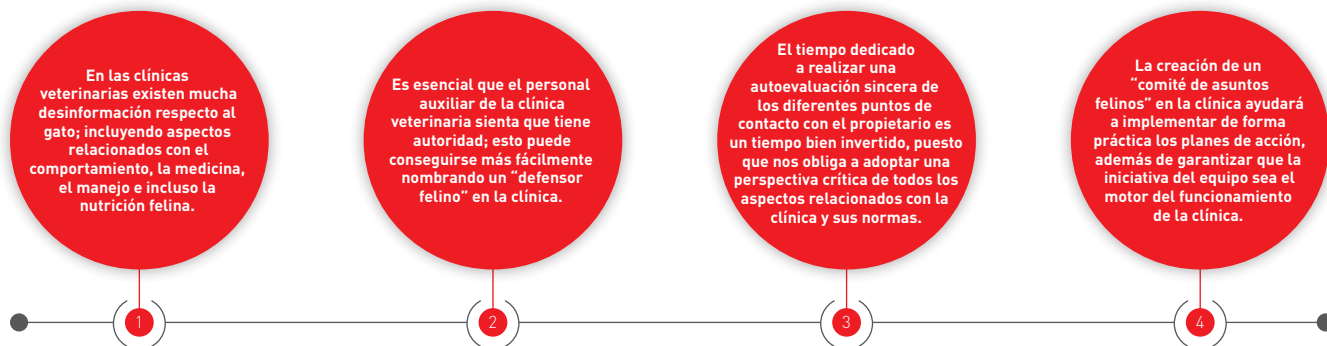 En las clínicas
veterinarias existen mucha
desinformación respecto al
gato; incluyendo aspectos
relacionados con el
comportamiento, la medicina,
el manejo e incluso la
nutrición felina.
1
Es esencial que el personal
auxiliar de la clínica
veterinaria sienta que tiene
autoridad; esto puede
conseguirse más fácilmente
nombrando un “defensor
felino” en la clínica.
2
El tiempo dedicado
a realizar una
autoevaluación sincera de
los diferentes puntos de
contacto con el propietario es
un tiempo bien invertido, puesto
que nos obliga a adoptar una
perspectiva crítica de todos los
aspectos relacionados con la
clínica y sus normas.
3
La creación de un
“comité de asuntos
felinos” en la clínica ayudará
a implementar de forma
práctica los planes de acción,
además de garantizar que la
iniciativa del equipo sea el
motor del funcionamiento
de la clínica.
4